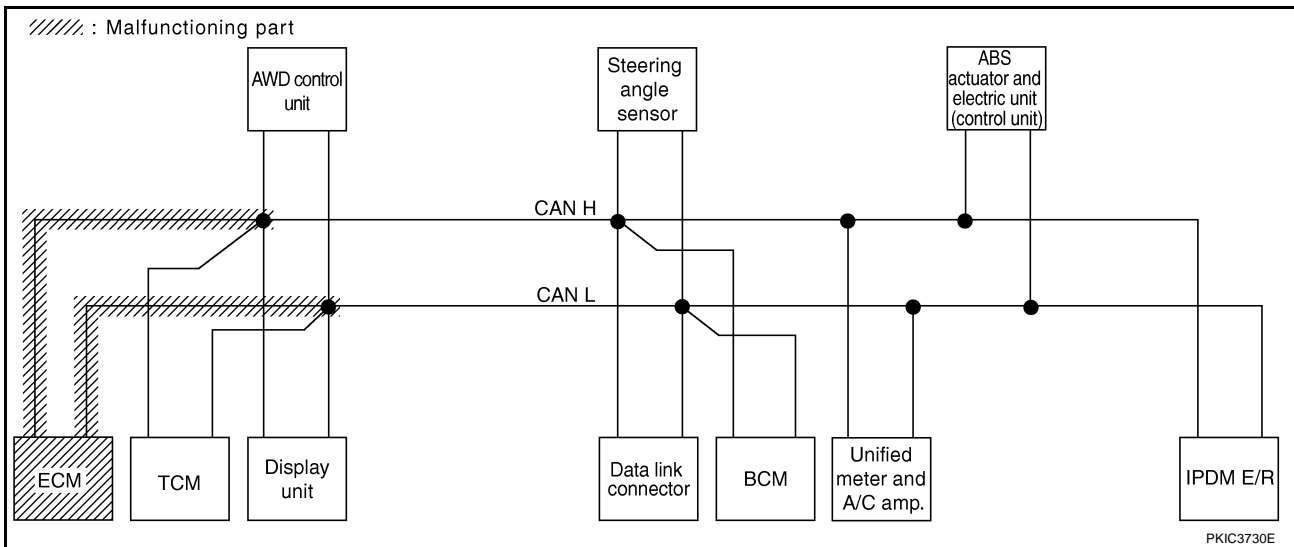 : Malfunctioning part
AWD control
unit
Steering
angle
sensor
ABS
actuator and
electric unit
(control unit)
CAN H
CAN L
ECM
TCM
Display
unit
Data link
connector
BCM
Unified
meter and
A/C amp.
IPDM E/R
PKIC3730E